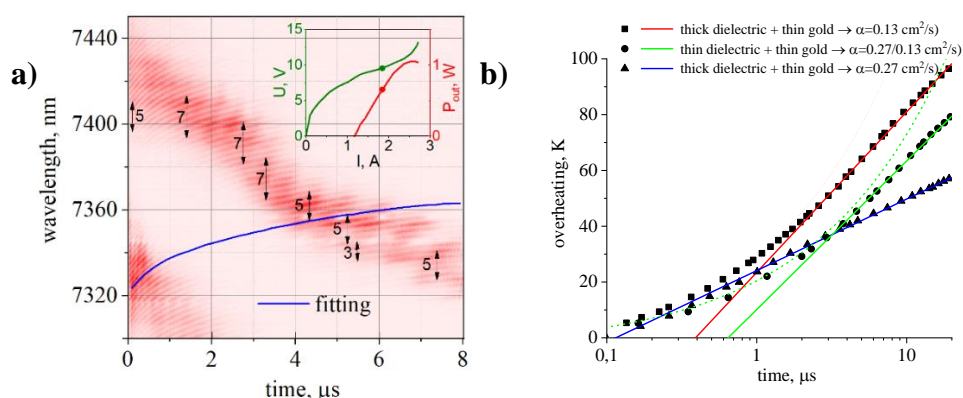 a)
wavelength, nm
7450
7400
7360
7320
5
7
7
7
5
5
3
5
fitting
0
2
4
6
8
time, μs
U, V
15
10
5
0
0
1
2
3
I, A
1
0
P_out, W
b)
thick dielectric + thin gold → α=0.13 cm²/s)
thin dielectric + thin gold → α=0.27/0.13 cm²/s)
thick dielectric + thin gold → α=0.27 cm²/s)
overheating, K
100
80
60
40
20
0
0,1
1
10
time, μs